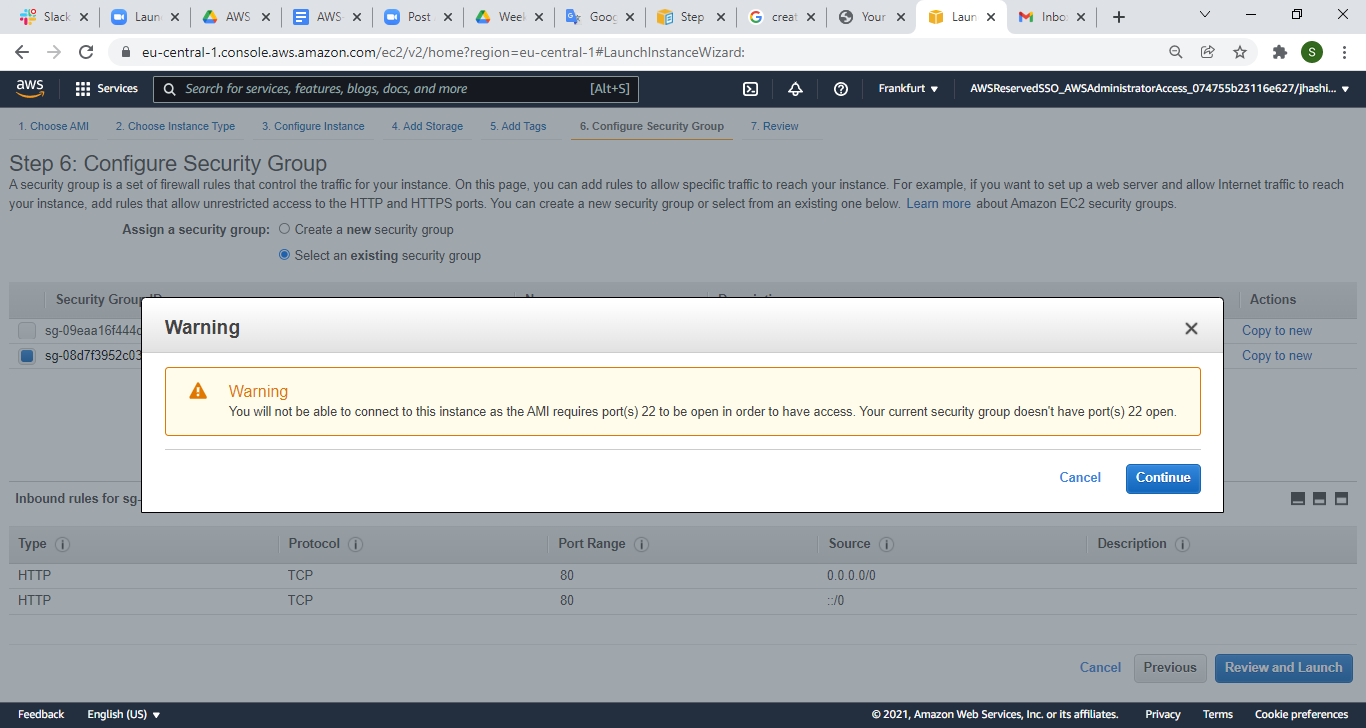 Slack
Laun
AWS
AWS
Post
Week
Goog
Step
creat
Your
Laun
Inbo
eu-central-1.console.aws.amazon.com/ec2/v2/home?region=eu-central-1#LaunchInstanceWizard:
S
aws
Services
Search for services, features, blogs, docs, and more
[Alt+S]
Frankfurt
AWSReservedSSO_AWSAdministratorAccess_074755b23116e627/jhashi...
1. Choose AMI
2. Choose Instance Type
3. Configure Instance
4. Add Storage
5. Add Tags
6. Configure Security Group
7. Review
Step 6: Configure Security Group
A security group is a set of firewall rules that control the traffic for your instance. On this page, you can add rules to allow specific traffic to reach your instance. For example, if you want to set up a web server and allow Internet traffic to reach
your instance, add rules that allow unrestricted access to the HTTP and HTTPS ports. You can create a new security group or select from an existing one below. Learn more about Amazon EC2 security groups.
Assign a security group:
Create a new security group
Select an existing security group
Security Group
Actions
sg-09eaa16f444c
Copy to new
sg-08d7f3952c03
Copy to new
Warning
Warning
You will not be able to connect to this instance as the AMI requires port(s) 22 to be open in order to have access. Your current security group doesn't have port(s) 22 open.
Cancel
Continue
Inbound rules for sg-
Type
Protocol
Port Range
Source
Description
HTTP
TCP
80
0.0.0.0/0
HTTP
TCP
80
::/0
Cancel
Previous
Review and Launch
Feedback
English (US)
© 2021, Amazon Web Services, Inc. or its affiliates.
Privacy
Terms
Cookie preferences